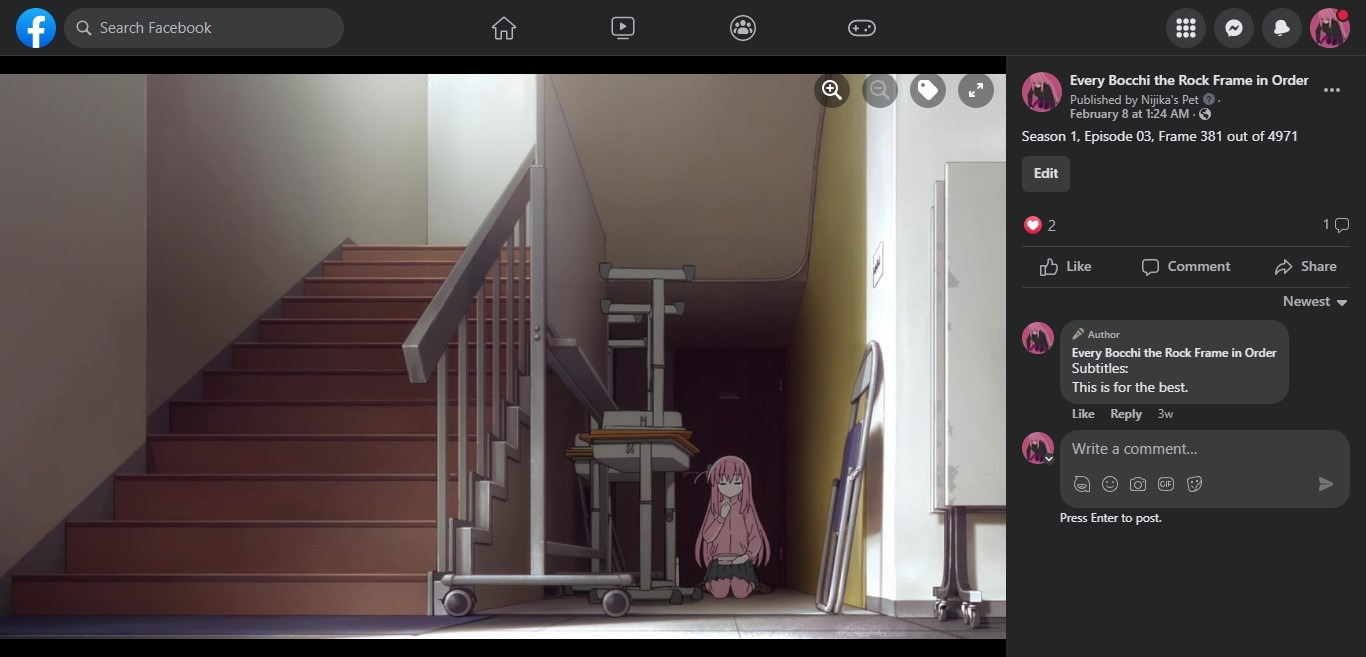 Search Facebook
Every Bocchi the Rock Frame in Order
Published by Nijika's Pet
February 8 at 1:24 AM ·
Season 1, Episode 03, Frame 381 out of 4971
Edit
2
1
Like
Comment
Share
Newest
Author
Every Bocchi the Rock Frame in Order
Subtitles:
This is for the best.
Like Reply 3w
Write a comment...
GIF
Press Enter to post.